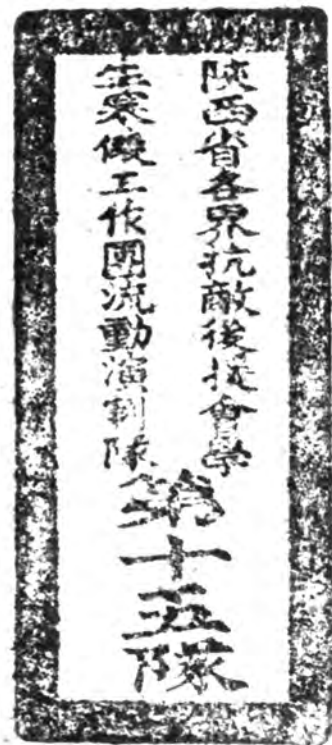 陝西省各界抗敵後援會學
生寒假工作團流動演劇隊
第十五隊